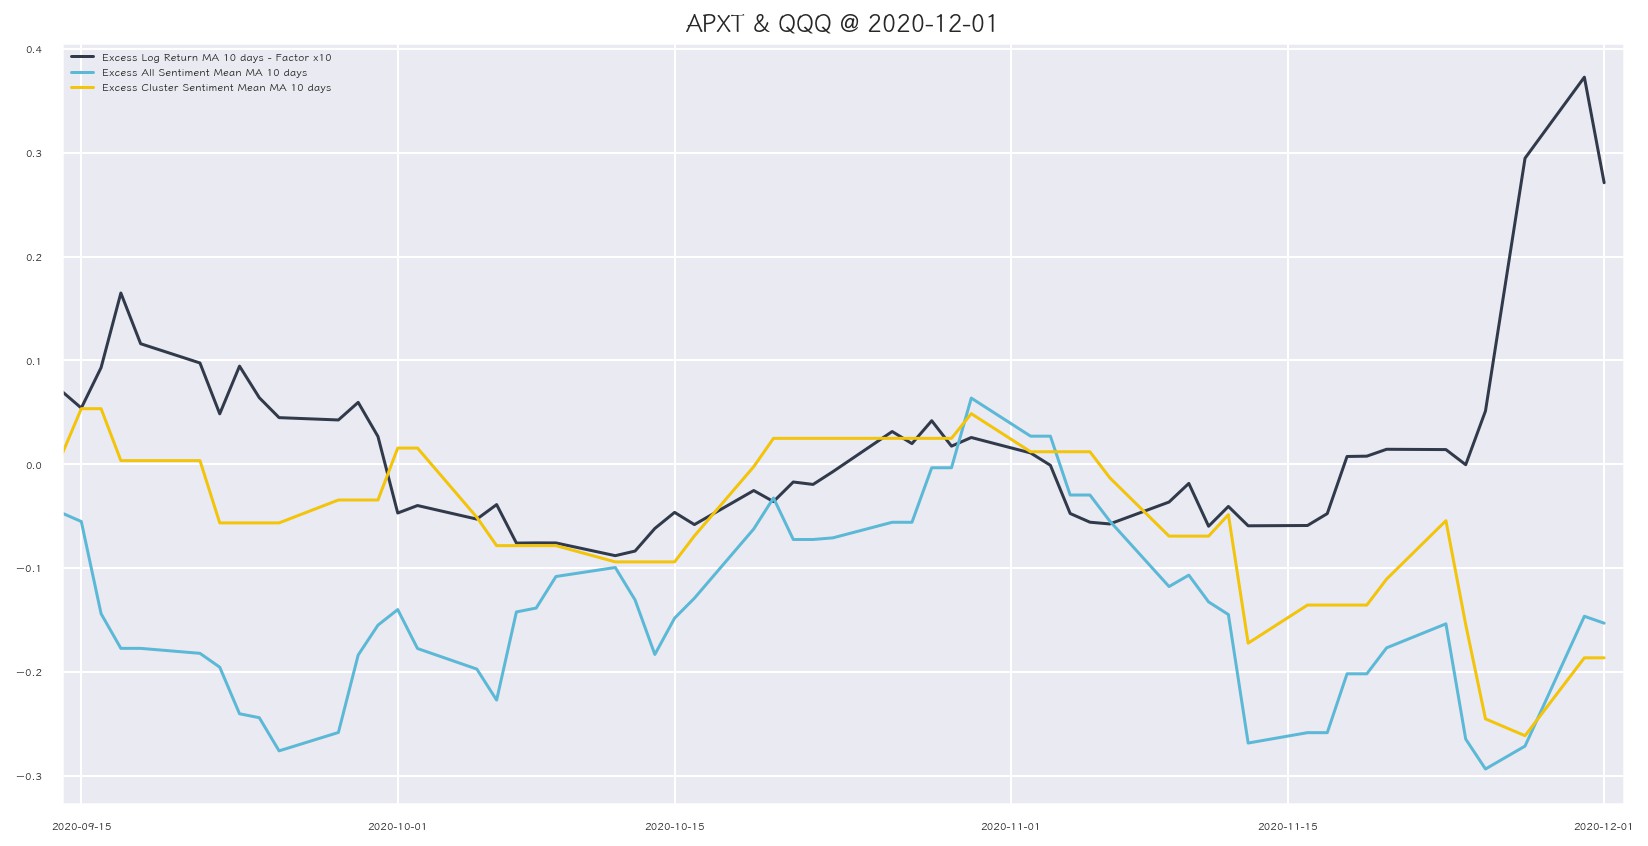 APXT & QQQ @ 2020-12-01
0.4
0.3
0.2
0.1
0.0
−0.1
−0.2
−0.3
Excess Log Return MA 10 days - Factor x10
Excess All Sentiment Mean MA 10 days
Excess Cluster Sentiment Mean MA 10 days
2020-09-15 2020-10-01 2020-10-15 2020-11-01 2020-11-15 2020-12-01